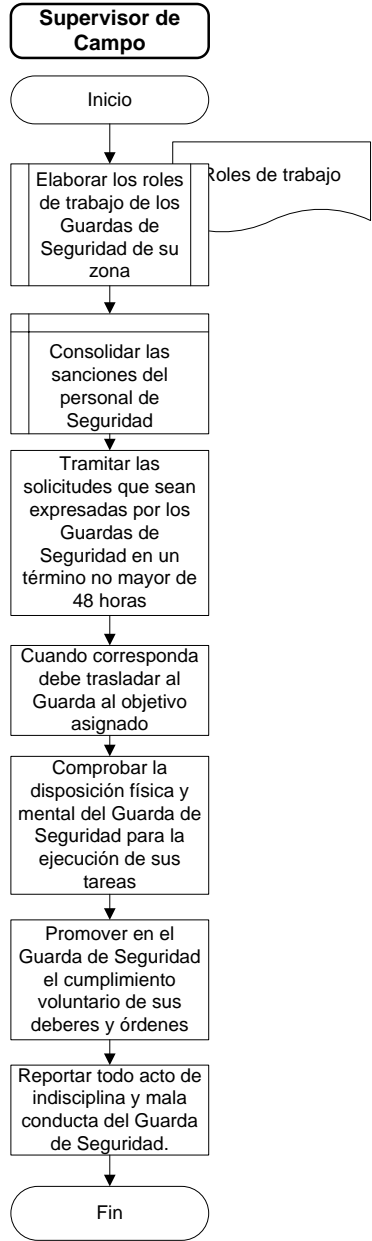 Supervisor de
Campo
Inicio
Elaborar los roles
de trabajo de los
Guardas de
Seguridad de su
zona
Roles de trabajo
Consolidar las
sanciones del
personal de
Seguridad
Tramitar las
solicitudes que sean
expresadas por los
Guardas de
Seguridad en un
término no mayor de
48 horas
Cuando corresponda
debe trasladar al
Guarda al objetivo
asignado
Comprobar la
disposición física y
mental del Guarda de
Seguridad para la
ejecución de sus
tareas
Promover en el
Guarda de Seguridad
el cumplimiento
voluntario de sus
deberes y órdenes
Reportar todo acto de
indisciplina y mala
conducta del Guarda
de Seguridad.
Fin